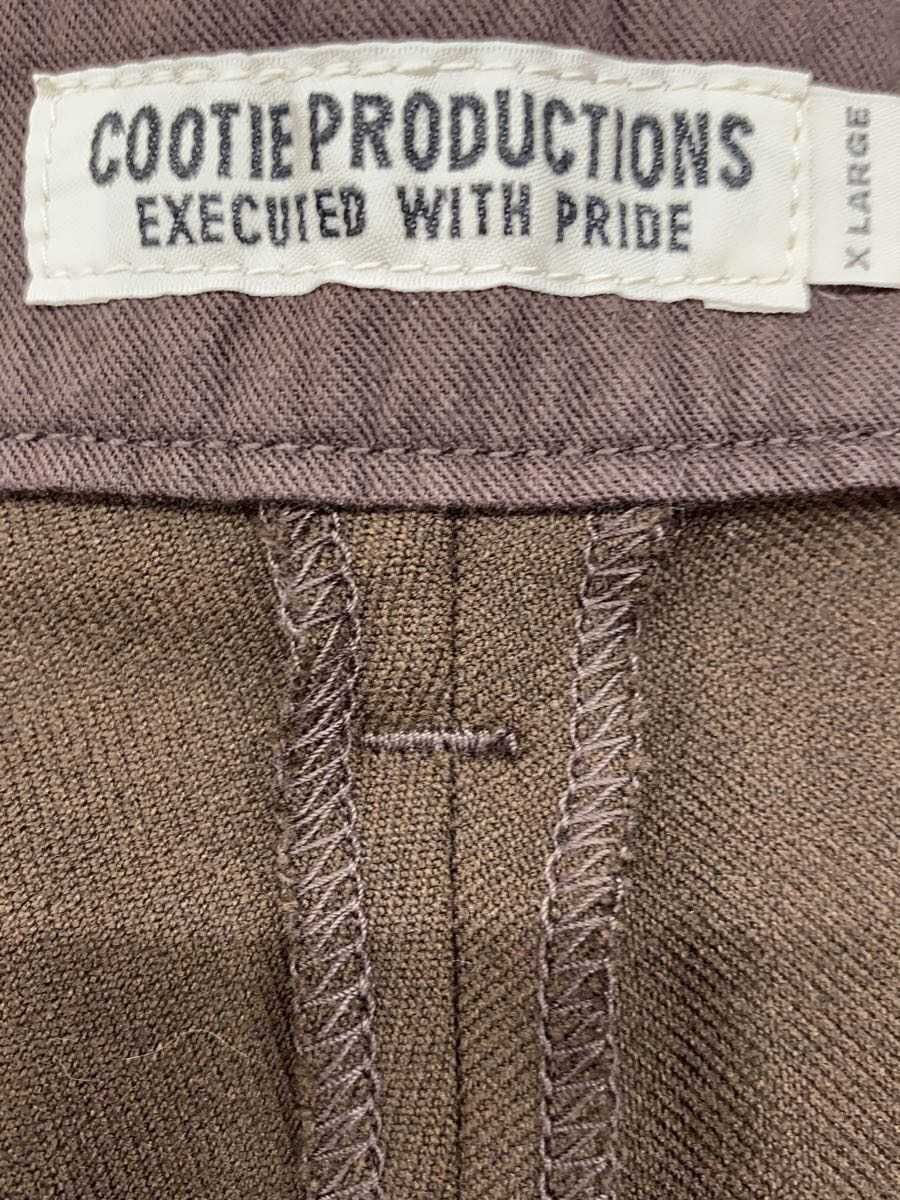 COOTIEPRODUCTIONS
EXECUTED WITH PRIDE
X LARGE